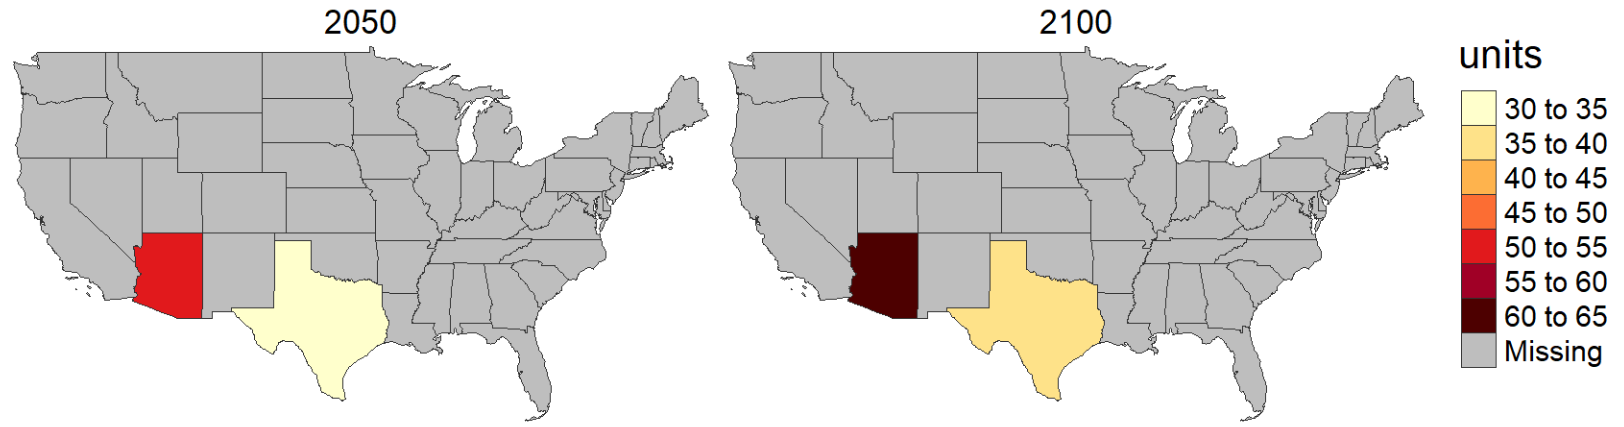 2050
2100
units
30 to 35
35 to 40
40 to 45
45 to 50
50 to 55
55 to 60
60 to 65
Missing